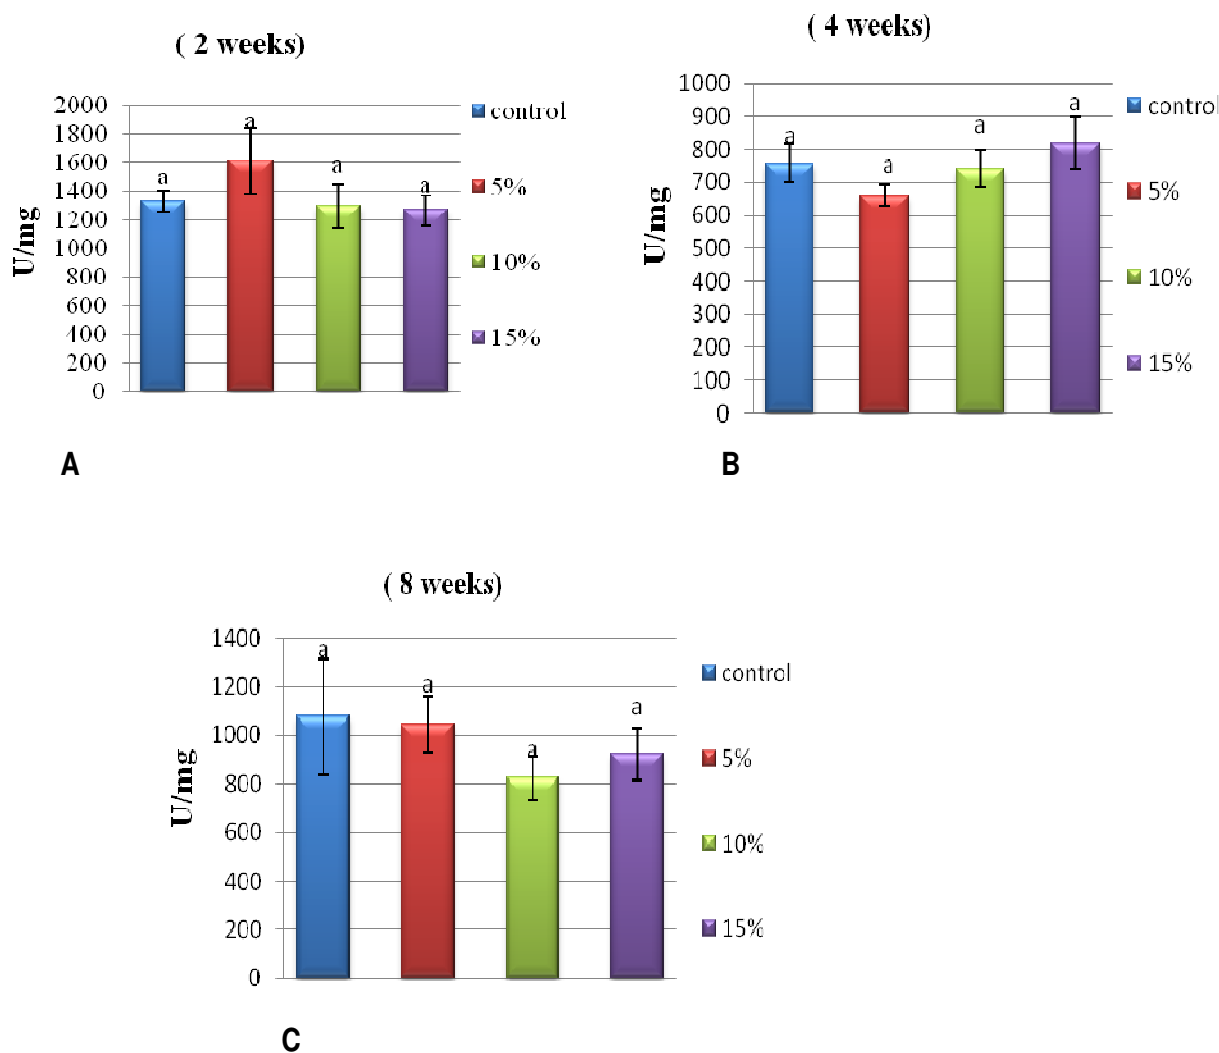 ( 2 weeks)
2000
1800
1600
1400
1200
1000
800
600
400
200
0
U/mg
a
a
a
a
control
5%
10%
15%
A
( 4 weeks)
1000
900
800
700
600
500
400
300
200
100
0
U/mg
a
a
a
a
control
5%
10%
15%
B
( 8 weeks)
1400
1200
1000
800
600
400
200
0
U/mg
a
a
a
a
control
5%
10%
15%
C